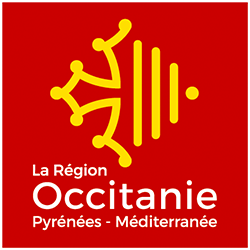 La Région
Occitanie
Pyrénées - Méditerranée